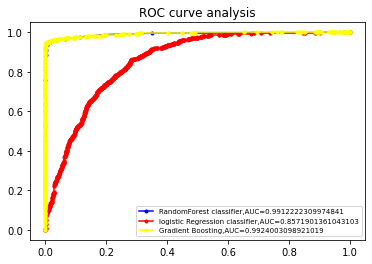 ROC curve analysis
1.0
0.8
0.6
0.4
0.2
0.0
RandomForest classifier,AUC=0.9912222309974841
logistic Regression classifier,AUC=0.8571901361043103
Gradient Boosting,AUC=0.9924003098921019
0.0 0.2 0.4 0.6 0.8 1.0